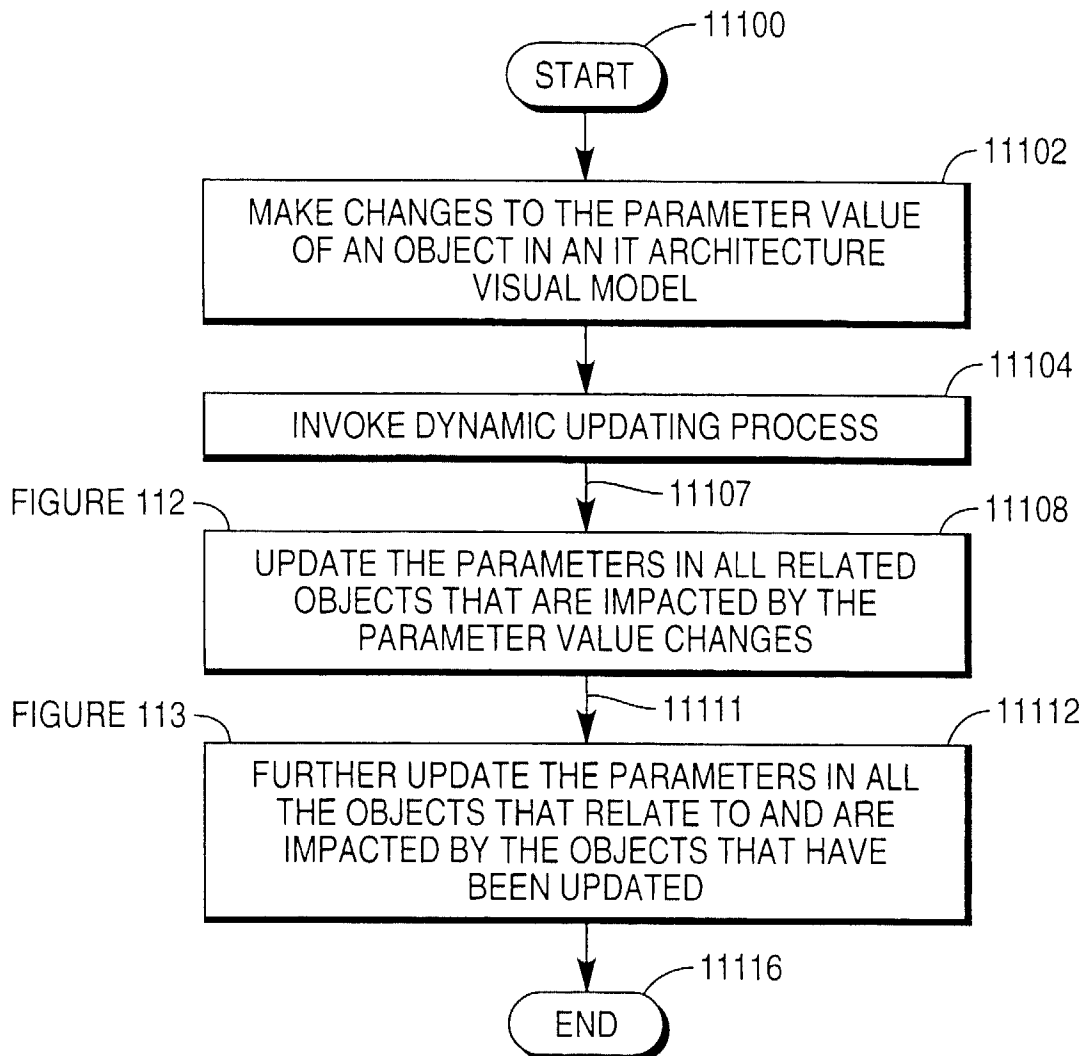 11100
START
11102
MAKE CHANGES TO THE PARAMETER VALUE
OF AN OBJECT IN AN IT ARCHITECTURE
VISUAL MODEL
11104
INVOKE DYNAMIC UPDATING PROCESS
11107
FIGURE 112
11108
UPDATE THE PARAMETERS IN ALL RELATED
OBJECTS THAT ARE IMPACTED BY THE
PARAMETER VALUE CHANGES
11111
FIGURE 113
11112
FURTHER UPDATE THE PARAMETERS IN ALL
THE OBJECTS THAT RELATE TO AND ARE
IMPACTED BY THE OBJECTS THAT HAVE
BEEN UPDATED
11116
END